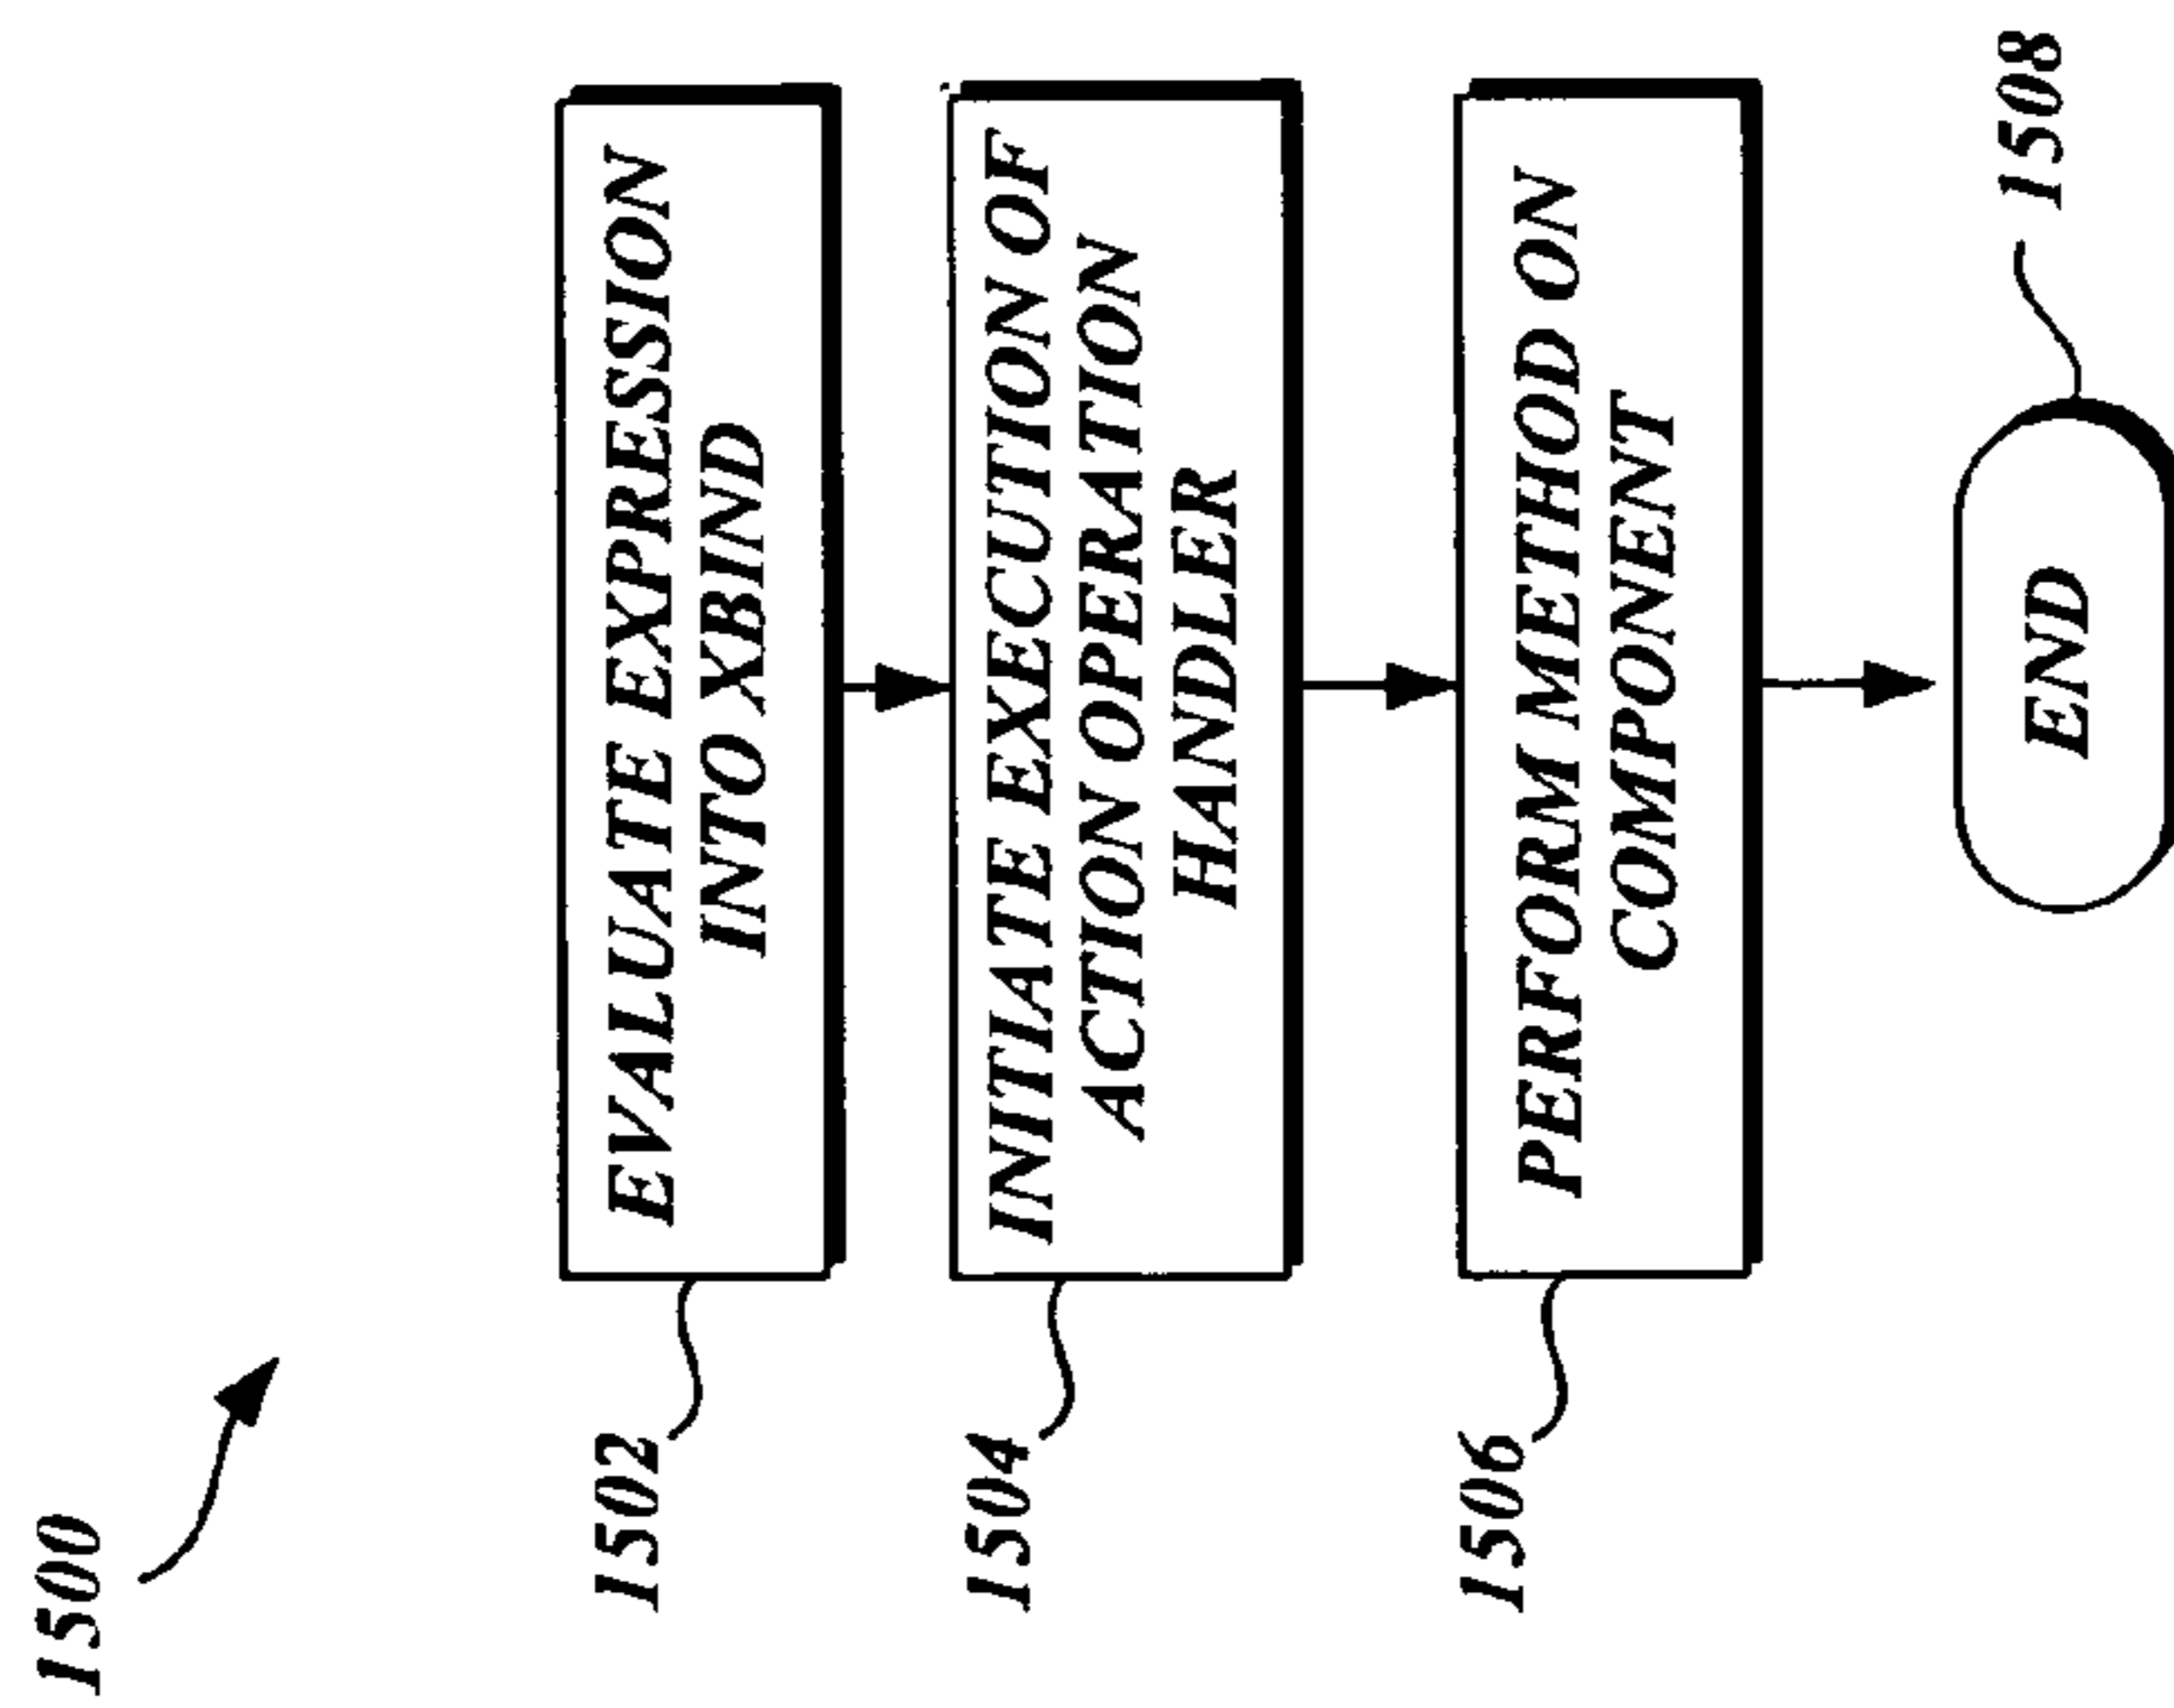 1500
1502
EVALUATE EXPRESSION
INTO XBIND
1504
INITIATE EXECUTION OF
ACTION OPERATION
HANDLER
1506
PERFORM METHOD ON
COMPONENT
END
1508